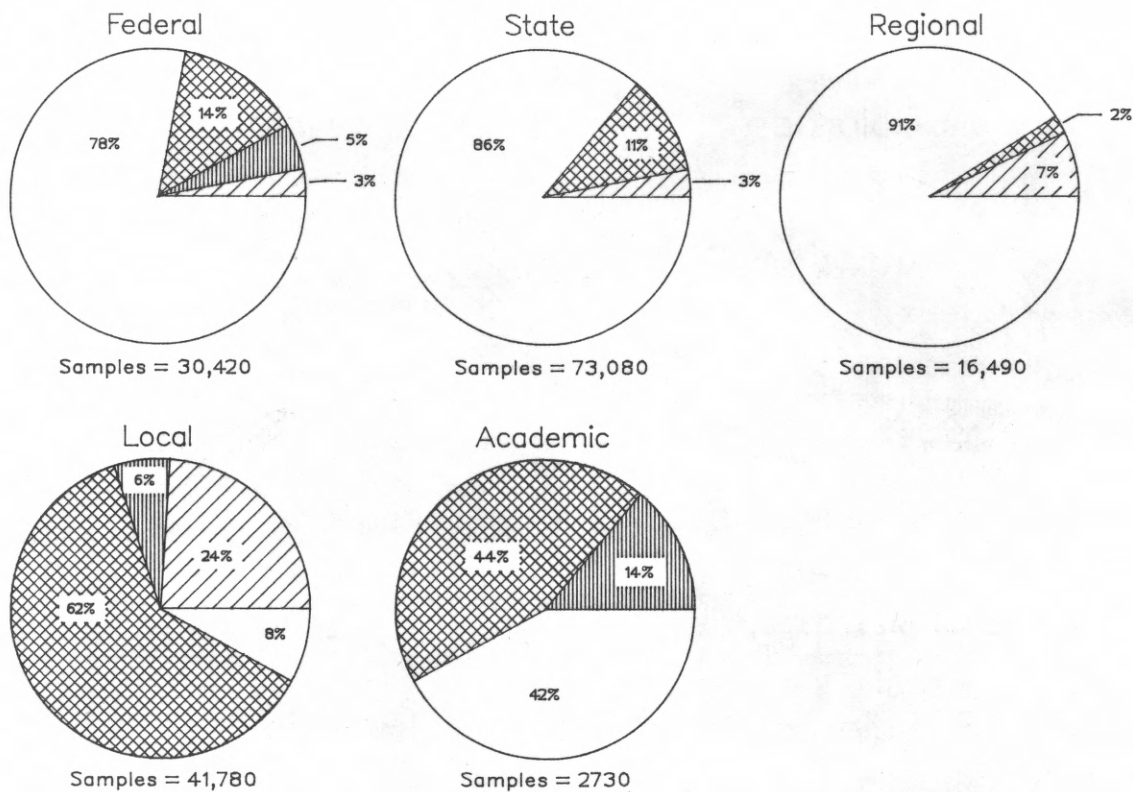 Federal
78%
14%
5%
3%
Samples = 30,420
State
86%
11%
3%
Samples = 73,080
Regional
91%
2%
7%
Samples = 16,490
Local
6%
24%
62%
8%
Samples = 41,780
Academic
44%
14%
42%
Samples = 2730